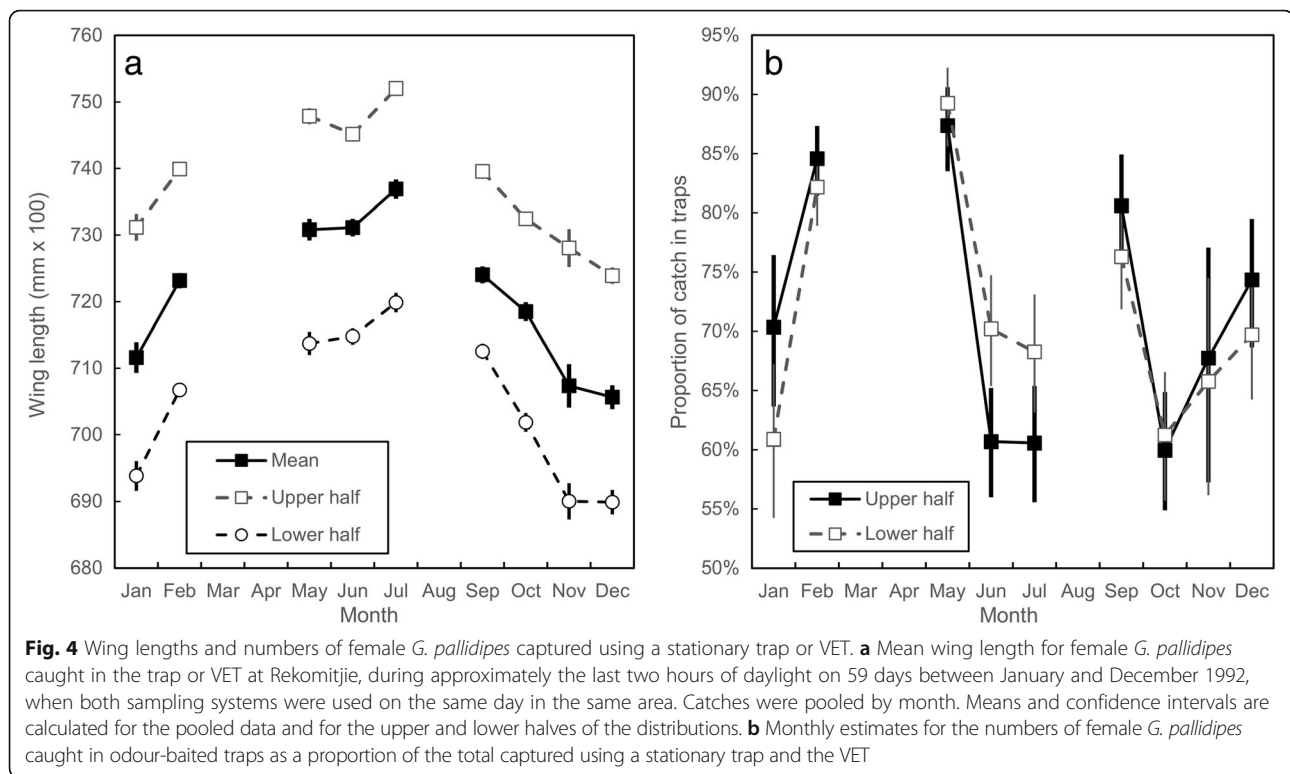 a
760
750
740
730
720
710
700
690
680
Wing length (mm x 100)
Mean
Upper half
Lower half
Jan Feb Mar Apr May Jun Jul Aug Sep Oct Nov Dec
Month
b
95%
90%
85%
80%
75%
70%
65%
60%
55%
50%
Proportion of catch in traps
Upper half
Lower half
Jan Feb Mar Apr May Jun Jul Aug Sep Oct Nov Dec
Month
Fig. 4 Wing lengths and numbers of female G. pallidipes captured using a stationary trap or VET. a Mean wing length for female G. pallidipes
caught in the trap or VET at Rekomitjie, during approximately the last two hours of daylight on 59 days between January and December 1992,
when both sampling systems were used on the same day in the same area. Catches were pooled by month. Means and confidence intervals are
calculated for the pooled data and for the upper and lower halves of the distributions. b Monthly estimates for the numbers of female G. pallidipes
caught in odour-baited traps as a proportion of the total captured using a stationary trap and the VET